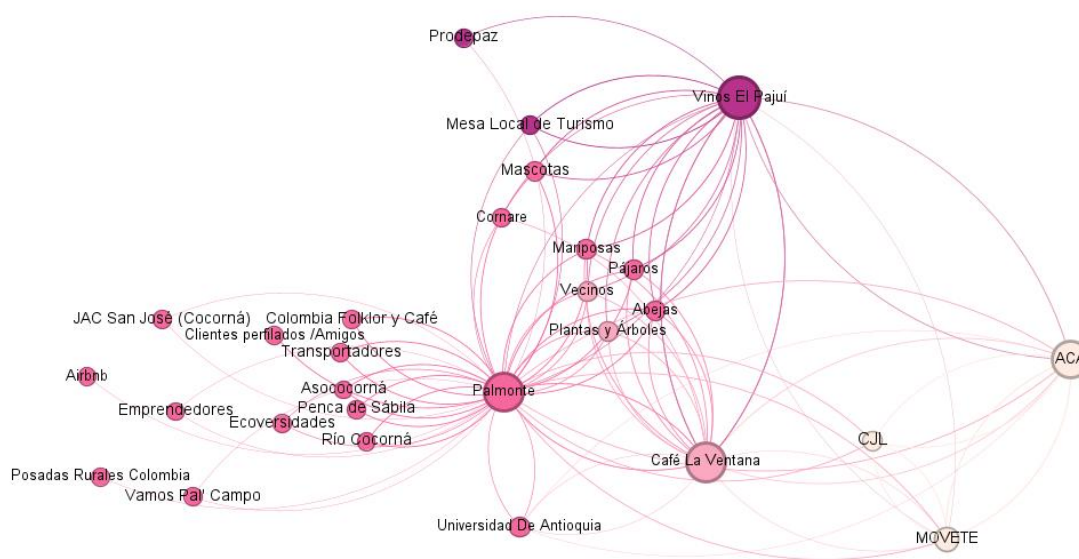 Prodepaz
Vinos El Pajuí
Mesa Local de Turismo
Mascotas
Cornare
Mariposas
Pájaros
Vecinos
Abejas
JAC San José (Cocorná)
Colombia Folklor y Café
Plantas y Árboles
Clientes perfilados /Amigos
Transportadores
ACA
Airbnb
Asococorná
Palmonte
Emprendedores
Penca de Sábila
Ecoversidades
Río Cocorná
CJL
Café La Ventana
Posadas Rurales Colombia
Vamos Pal' Campo
Universidad De Antioquia
MOVETE